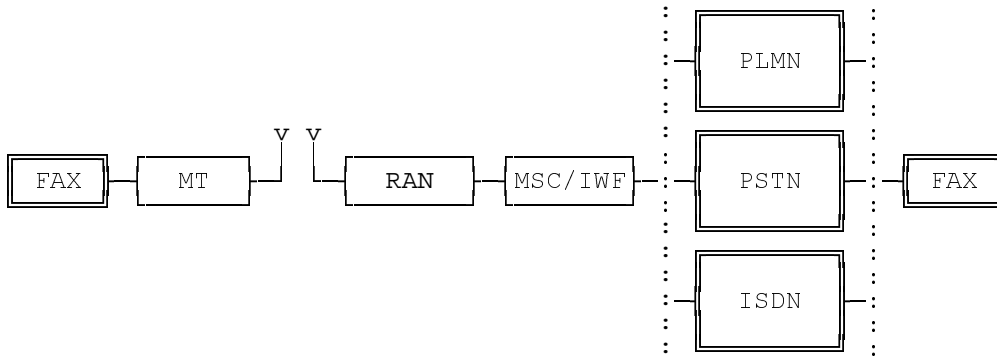 PLMN
v v
FAX MT RAN MSC/IWF PSTN FAX
ISDN